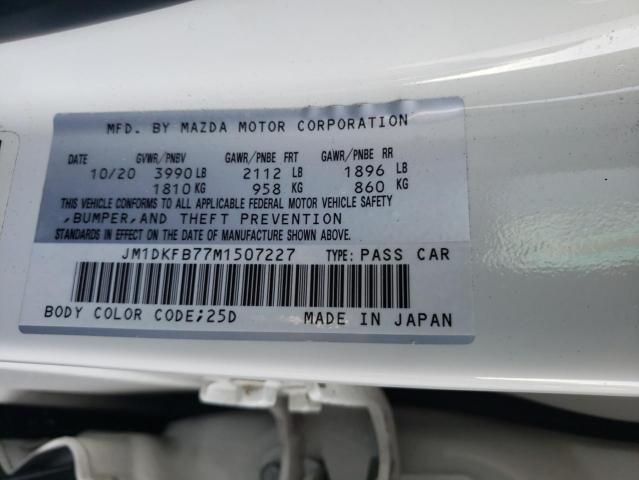 MFD. BY MAZDA MOTOR CORPORATION
DATE GVWR/PNBV GAWR/PNBE FRT GAWR/PNBE RR
10/20 3990 LB 2112 LB 1896 LB
1810 KG 958 KG 860 KG
THIS VEHICLE CONFORMS TO ALL APPLICABLE FEDERAL MOTOR VEHICLE SAFETY
,BUMPER,AND THEFT PREVENTION
STANDARDS IN EFFECT ON THE DATE OF MANUFACTURE SHOWN ABOVE.
JM1DKFB77M1507227 TYPE: PASS CAR
BODY COLOR CODE;25D MADE IN JAPAN